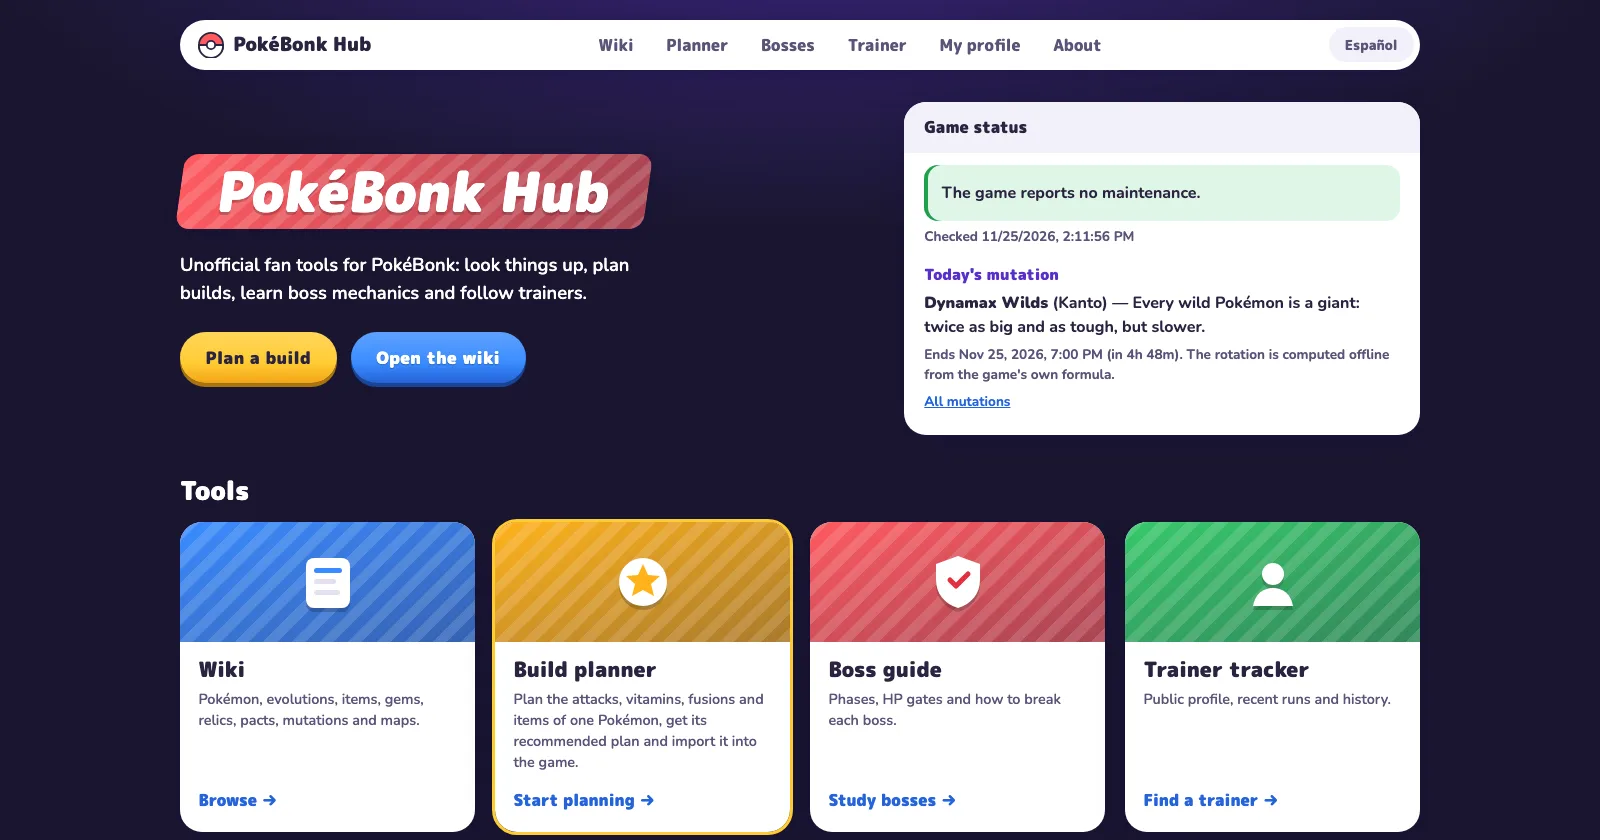 PokéBonk Hub
Wiki
Planner
Bosses
Trainer
My profile
About
Español
PokéBonk Hub
Unofficial fan tools for PokéBonk: look things up, plan
builds, learn boss mechanics and follow trainers.
Plan a build
Open the wiki
Game status
The game reports no maintenance.
Checked 11/25/2026, 2:11:56 PM
Today's mutation
Dynamax Wilds (Kanto) — Every wild Pokémon is a giant:
twice as big and as tough, but slower.
Ends Nov 25, 2026, 7:00 PM (in 4h 48m). The rotation is computed offline
from the game's own formula.
All mutations
Tools
Wiki
Pokémon, evolutions, items, gems,
relics, pacts, mutations and maps.
Browse →
Build planner
Plan the attacks, vitamins, fusions and
items of one Pokémon, get its
recommended plan and import it into
the game.
Start planning →
Boss guide
Phases, HP gates and how to break
each boss.
Study bosses →
Trainer tracker
Public profile, recent runs and history.
Find a trainer →